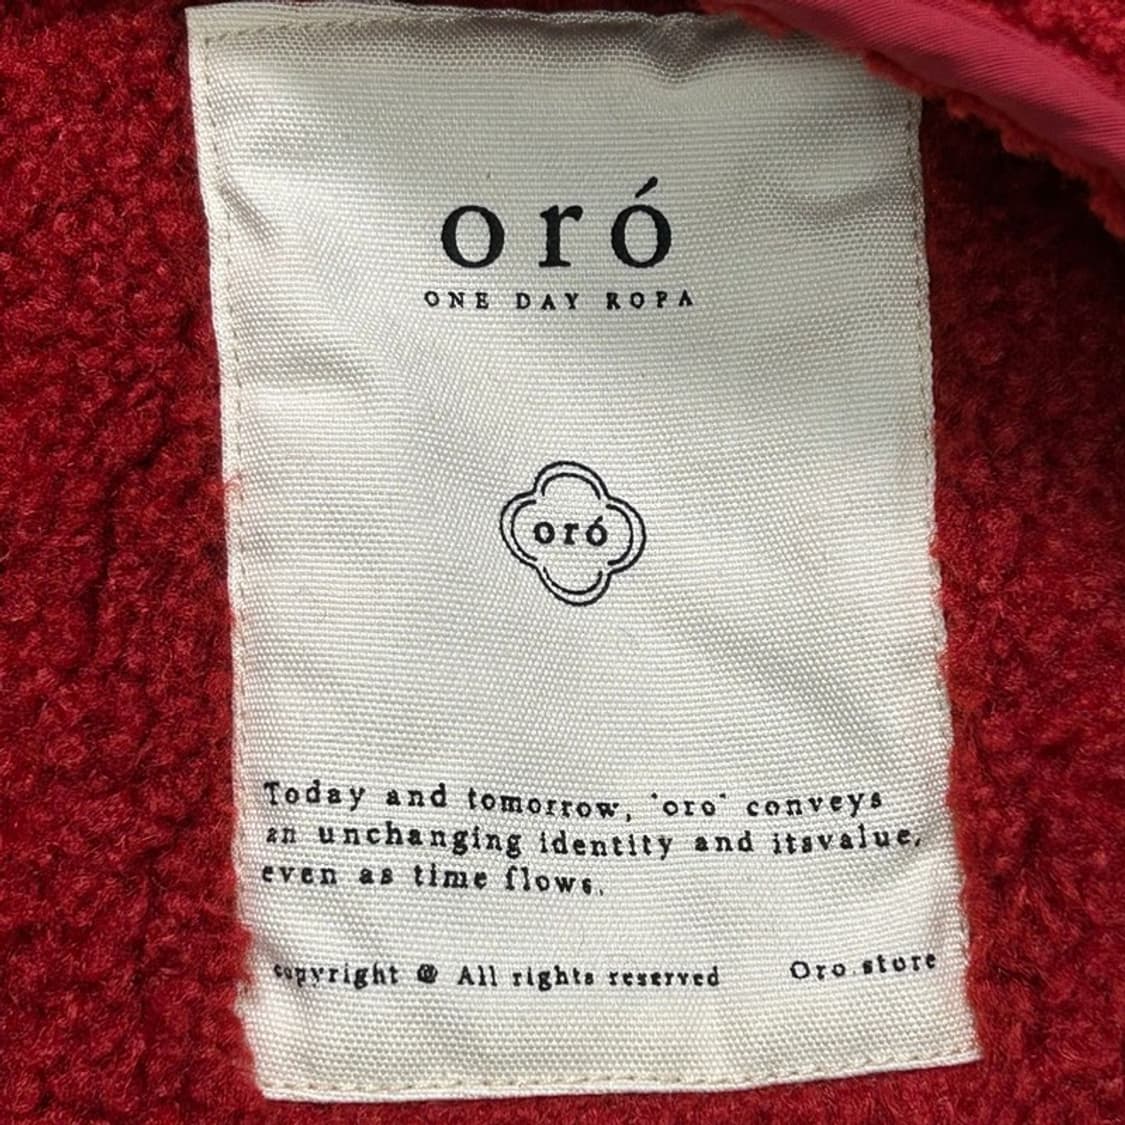 oró
ONE DAY ROPA
oró
Today and tomorrow, 'oro' conveys
an unchanging identity and itsvalue,
even as time flows.
copyright @ All rights reserved Oro store